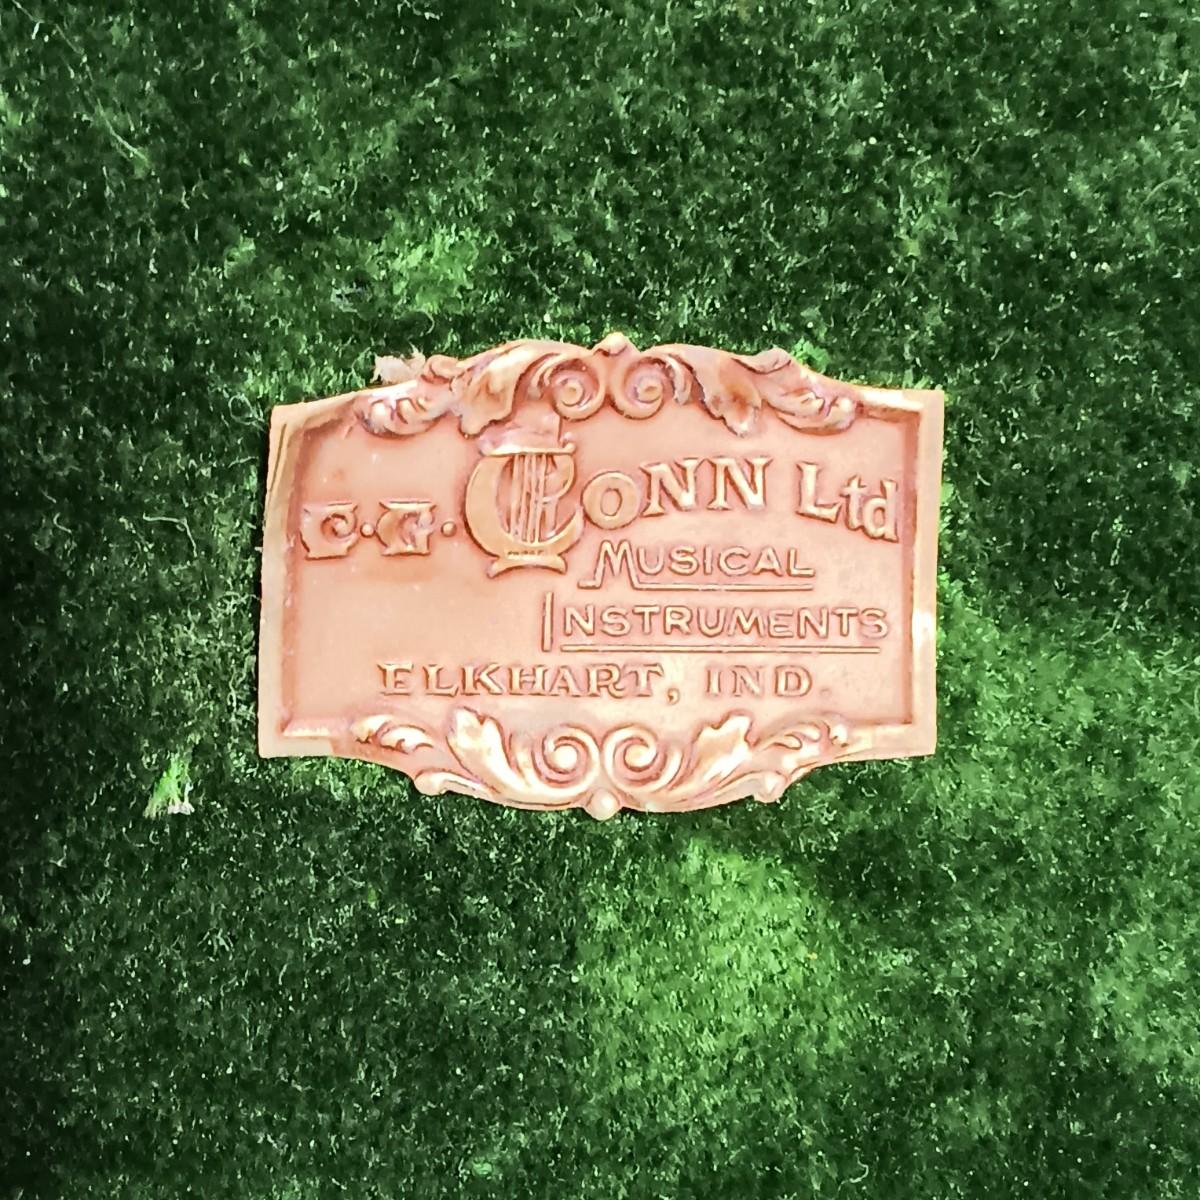 C.G. CONN Ltd
MUSICAL
INSTRUMENTS
ELKHART, IND.